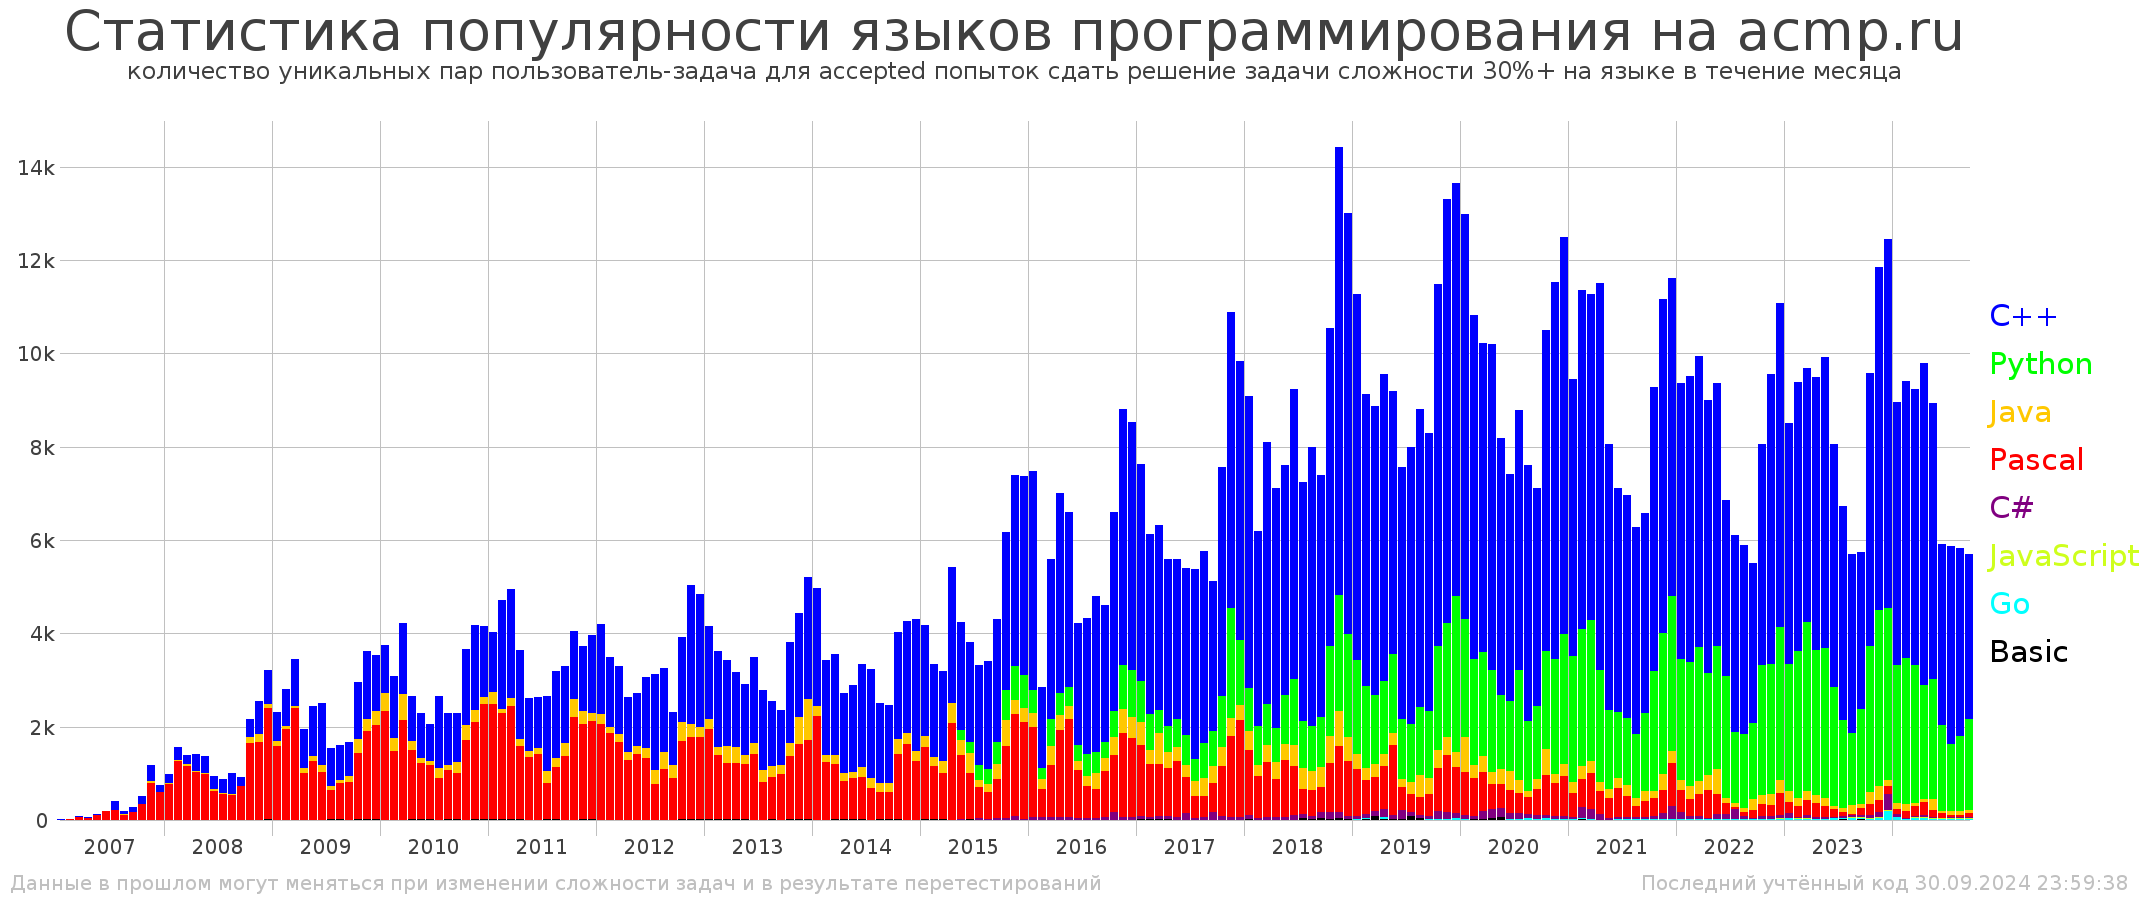 Статистика популярности языков программирования на acmp.ru
количество уникальных пар пользователь-задача для accepted попыток сдать решение задачи сложности 30%+ на языке в течение месяца
14k
12k
10k
8k
6k
4k
2k
0
C++
Python
Java
Pascal
C#
JavaScript
Go
Basic
2007 2008 2009 2010 2011 2012 2013 2014 2015 2016 2017 2018 2019 2020 2021 2022 2023
Данные в прошлом могут меняться при изменении сложности задач и в результате перетестирований
Последний учтённый код 30.09.2024 23:59:38